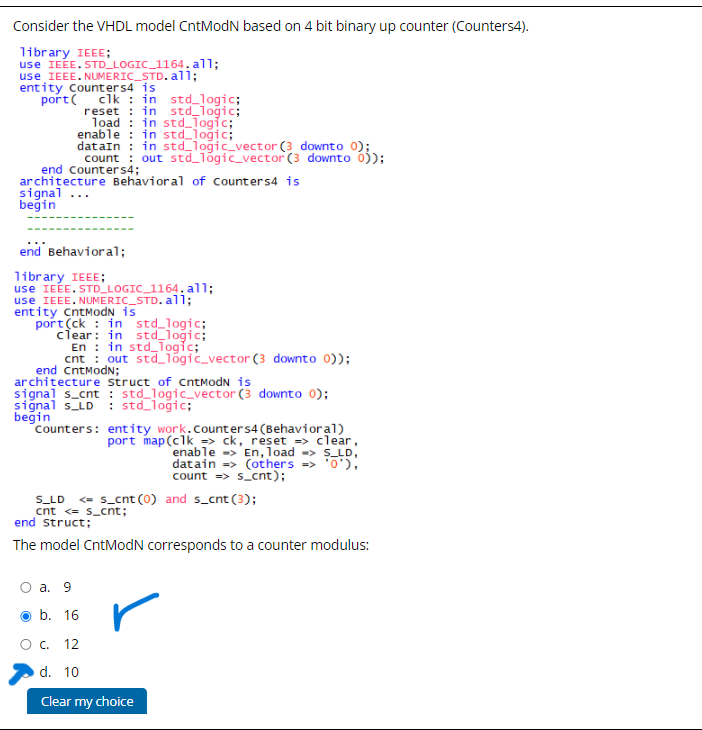 Consider the VHDL model CntModN based on 4 bit binary up counter (Counters4).
library IEEE;
use IEEE.STD_LOGIC_1164.all;
use IEEE.NUMERIC_STD.all;
entity Counters4 is
port( clk : in std_logic;
reset : in std_logic;
load : in std_logic;
enable : in std_logic;
dataIn : in std_logic_vector(3 downto 0);
count : out std_logic_vector(3 downto 0));
end Counters4;
architecture Behavioral of Counters4 is
signal ...
begin
---------------
---------------
...
end Behavioral;
library IEEE;
use IEEE.STD_LOGIC_1164.all;
use IEEE.NUMERIC_STD.all;
entity CntModN is
port(ck : in std_logic;
Clear: in std_logic;
En : in std_logic;
cnt : out std_logic_vector(3 downto 0));
end CntModN;
architecture Struct of CntModN is
signal s_cnt : std_logic_vector(3 downto 0);
signal s_LD : std_logic;
begin
Counters: entity work.Counters4(Behavioral)
port map(clk => ck, reset => clear,
enable => En,load => S_LD,
datain => (others => '0'),
count => s_cnt);
S_LD <= s_cnt(0) and s_cnt(3);
cnt <= s_cnt;
end Struct;
The model CntModN corresponds to a counter modulus:
a. 9
b. 16
c. 12
d. 10
Clear my choice